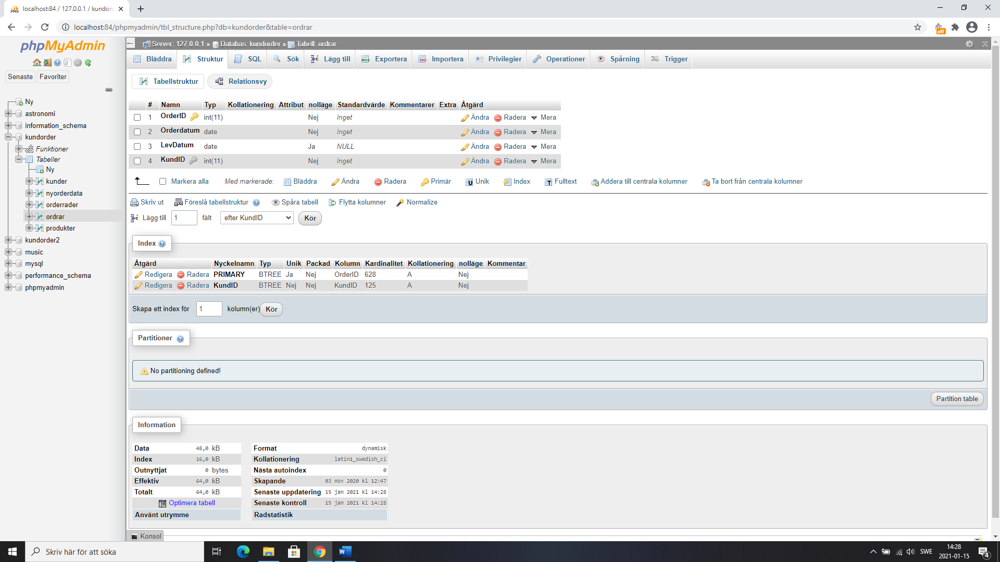 localhost:84 / 127.0.0.1 / kundor
localhost:84/phpmyadmin/tbl_structure.php?db=kundorder&table=ordrar
off
phpMyAdmin
Senaste Favoriter
Ny
astronomi
information_schema
kundorder
Funktioner
Tabeller
Ny
kunder
nyorderdata
orderrader
ordrar
produkter
kundorder2
music
mysql
performance_schema
phpmyadmin
Server: 127.0.0.1 » Databas: kundorder » Tabell: ordrar
Bläddra Struktur SQL Sök Lägg till Exportera Importera Privilegier Operationer Spårning Trigger
Tabellstruktur Relationsvy
# Namn Typ Kollationering Attribut nolläge Standardvärde Kommentarer Extra Åtgärd
1 OrderID int(11) Nej Inget Ändra Radera Mera
2 Orderdatum date Nej Inget Ändra Radera Mera
3 LevDatum date Ja NULL Ändra Radera Mera
4 KundID int(11) Nej Inget Ändra Radera Mera
Markera alla Med markerade: Bläddra Ändra Radera Primär Unik Index Fulltext Addera till centrala kolumner Ta bort från centrala kolumner
Skriv ut Föreslå tabellstruktur Spåra tabell Flytta kolumner Normalize
Lägg till 1 fält efter KundID Kör
Index
Åtgärd Nyckelnamn Typ Unik Packad Kolumn Kardinalitet Kollationering nolläge Kommentar
Redigera Radera PRIMARY BTREE Ja Nej OrderID 628 A Nej
Redigera Radera KundID BTREE Nej Nej KundID 125 A Nej
Skapa ett index för 1 kolumn(er) Kör
Partitioner
No partitioning defined!
Partition table
Information
Data 48,0 kB
Index 16,0 kB
Outnyttjat 0 bytes
Effektiv 64,0 kB
Totalt 64,0 kB
Optimera tabell
Använt utrymme
Format dynamisk
Kollationering latin1_swedish_ci
Nästa autoindex 0
Skapande 03 nov 2020 kl 12:47
Senaste uppdatering 15 jan 2021 kl 14:28
Senaste kontroll 15 jan 2021 kl 14:28
Radstatistik
Konsol
Skriv här för att söka
SWE
14:28
2021-01-15
4